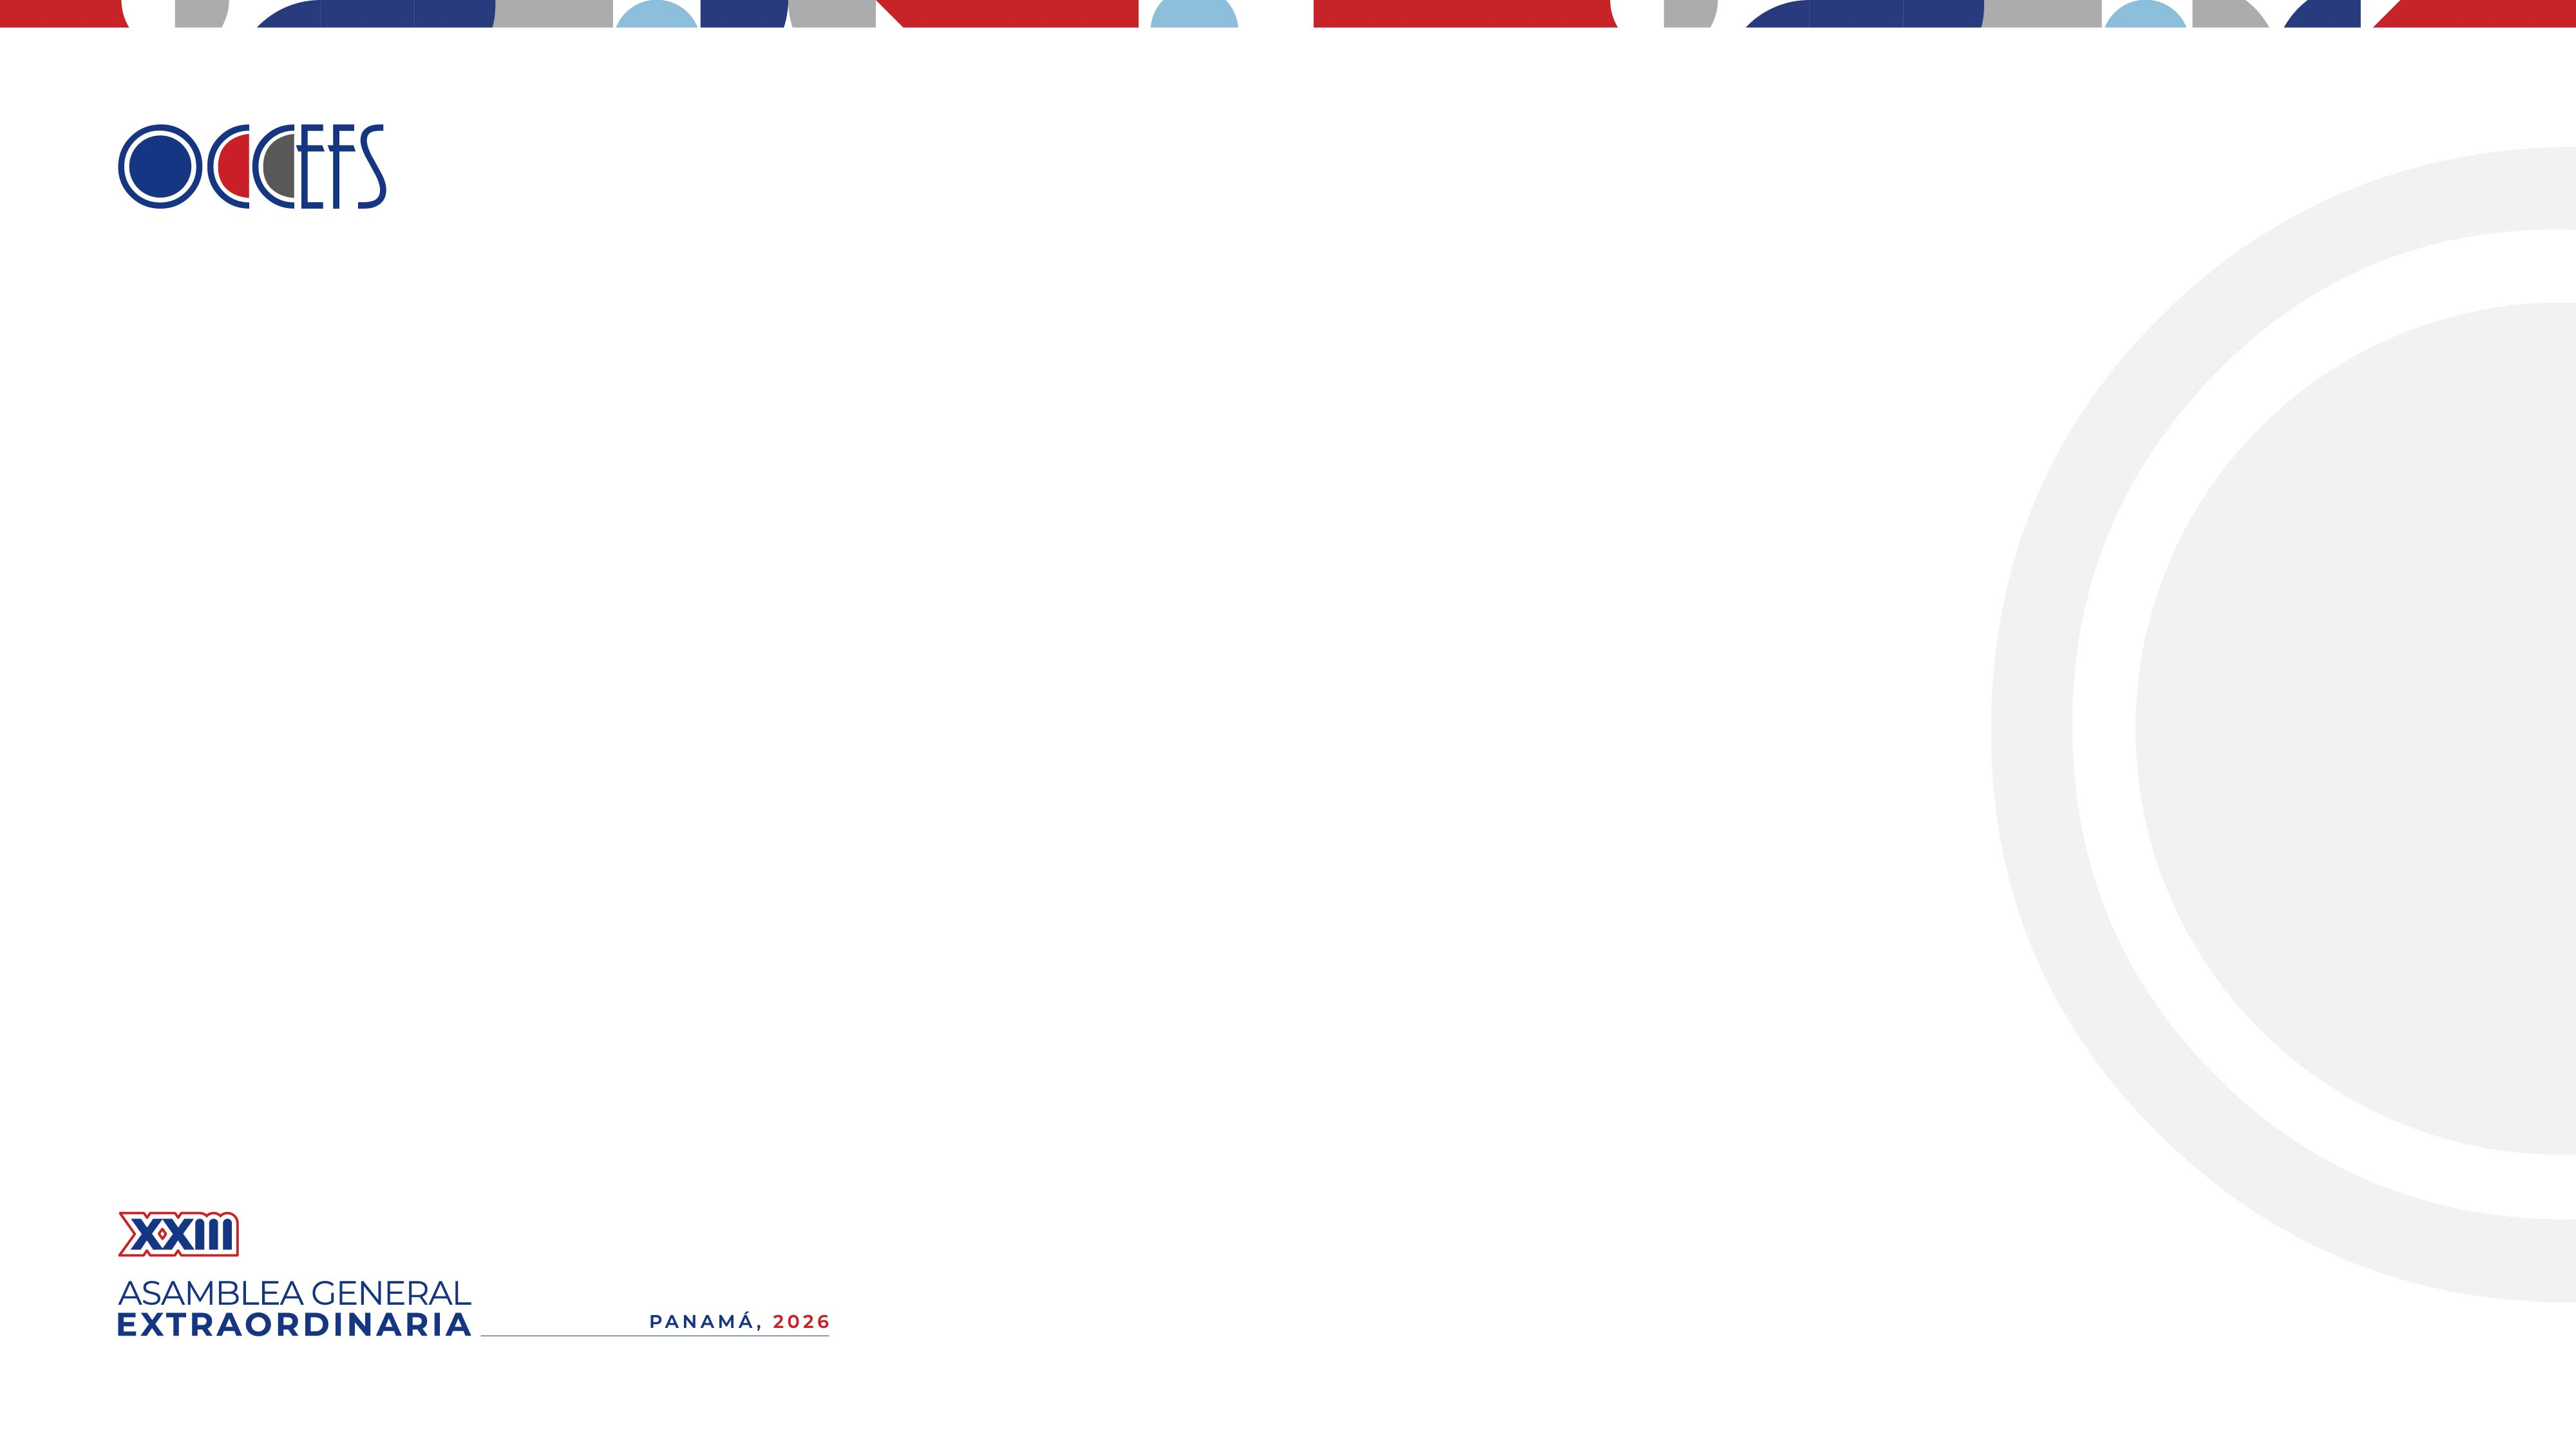 OCCEFS
XXIII
ASAMBLEA GENERAL
EXTRAORDINARIA
PANAMÁ, 2026